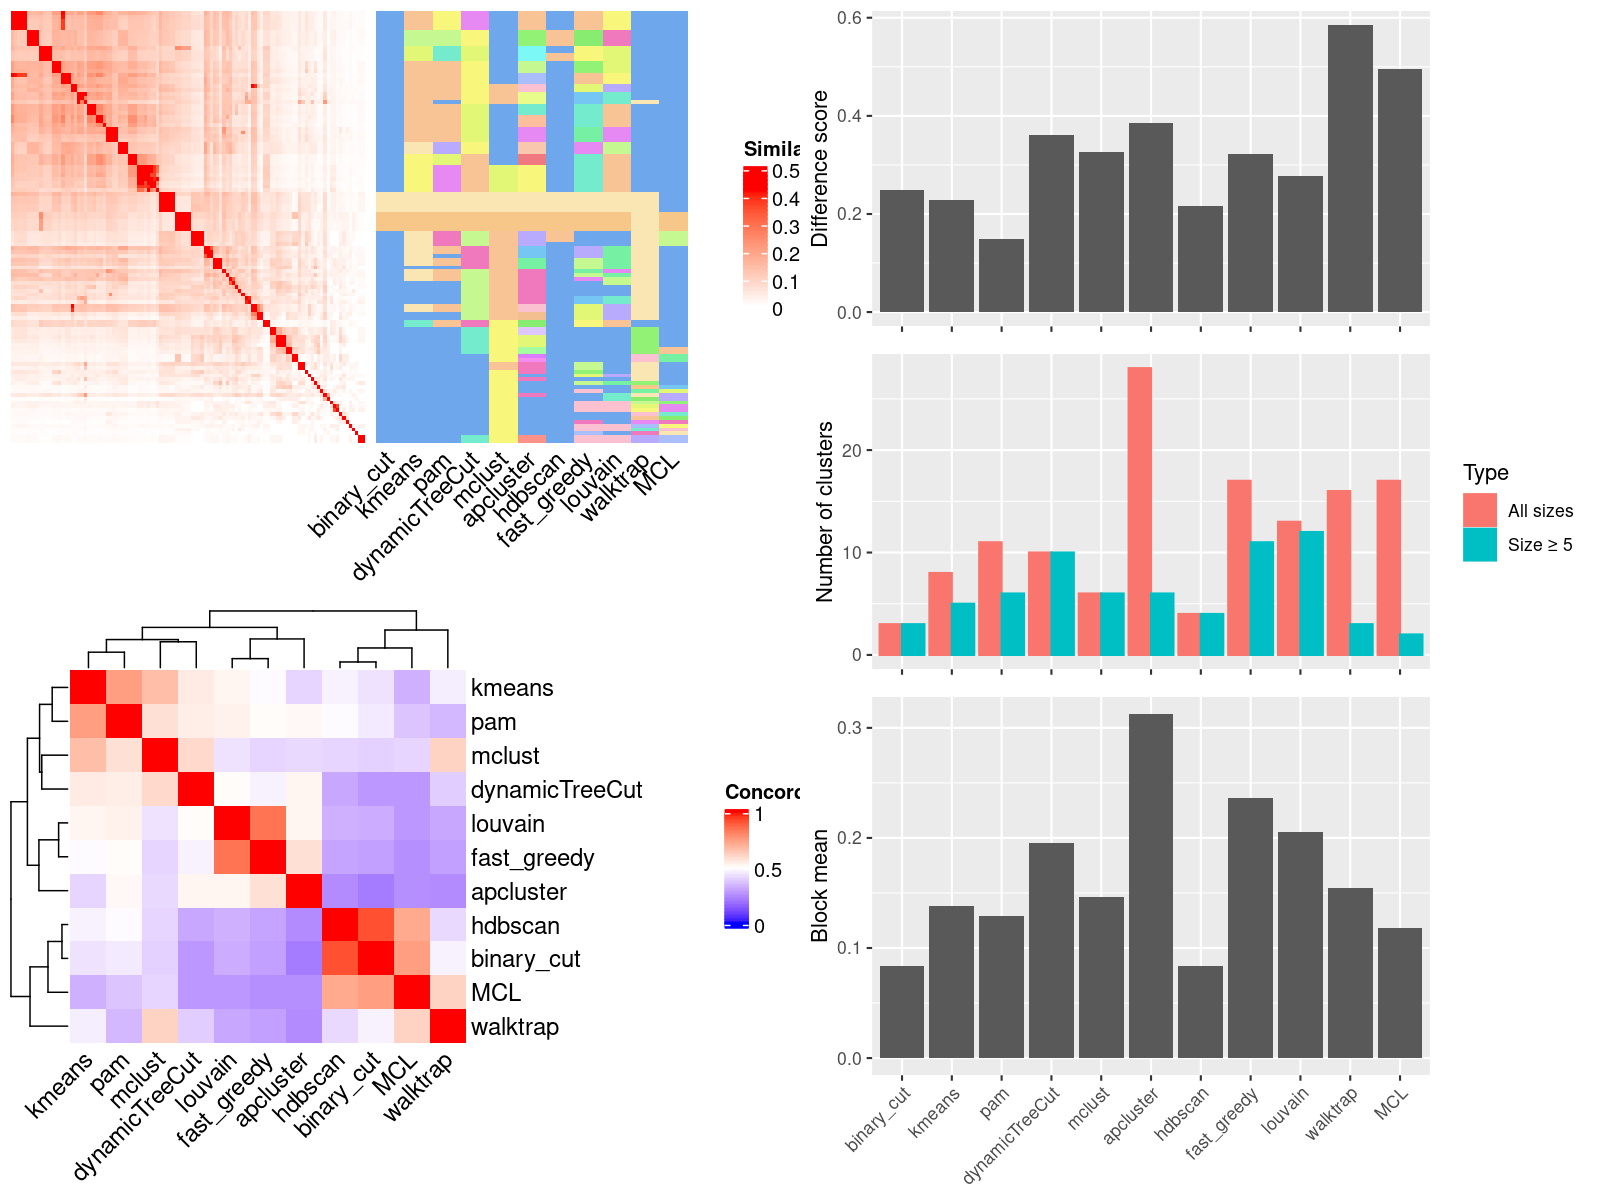 Simila
0.5
0.4
0.3
0.2
0.1
0
binary_cut
kmeans
pam
dynamicTreeCut
mclust
apcluster
hdbscan
fast_greedy
louvain
walktrap
MCL
kmeans
pam
mclust
dynamicTreeCut
louvain
fast_greedy
apcluster
hdbscan
binary_cut
MCL
walktrap
kmeans
pam
mclust
dynamicTreeCut
louvain
fast_greedy
apcluster
hdbscan
binary_cut
MCL
walktrap
Concord
1
0.5
0
Difference score
0.6
0.4
0.2
0.0
Number of clusters
20
10
0
Type
All sizes
Size ≥ 5
Block mean
0.3
0.2
0.1
0.0
binary_cut
kmeans
pam
dynamicTreeCut
mclust
apcluster
hdbscan
fast_greedy
louvain
walktrap
MCL